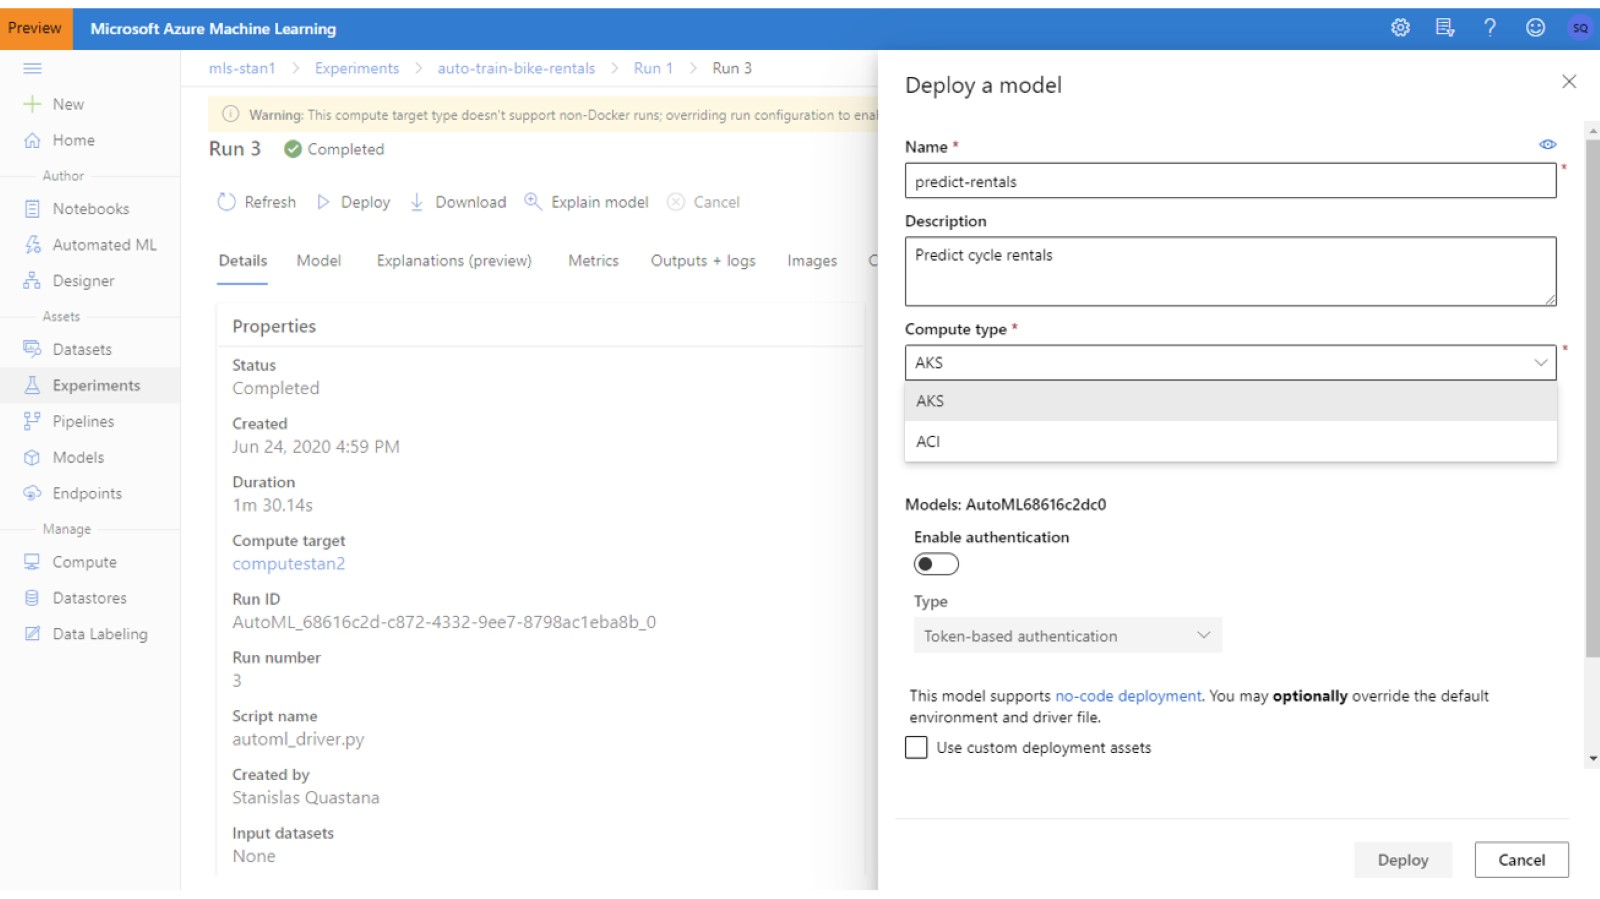 Preview
Microsoft Azure Machine Learning
SQ
New
Home
Author
Notebooks
Automated ML
Designer
Assets
Datasets
Experiments
Pipelines
Models
Endpoints
Manage
Compute
Datastores
Data Labeling
mls-stan1 > Experiments > auto-train-bike-rentals > Run 1 > Run 3
Warning: This compute target type doesn't support non-Docker runs; overriding run configuration to
Run 3 Completed
Refresh Deploy Download Explain model Cancel
Details Model Explanations (preview) Metrics Outputs + logs Images
Properties
Status
Completed
Created
Jun 24, 2020 4:59 PM
Duration
1m 30.14s
Compute target
computestan2
Run ID
AutoML_68616c2d-c872-4332-9ee7-8798ac1eba8b_0
Run number
3
Script name
automl_driver.py
Created by
Stanislas Quastana
Input datasets
None
Deploy a model
Name *
predict-rentals
*
Description
Predict cycle rentals
Compute type *
AKS
*
AKS
ACI
Models: AutoML68616c2dc0
Enable authentication
Type
Token-based authentication
This model supports no-code deployment. You may optionally override the default
environment and driver file.
Use custom deployment assets
Deploy Cancel